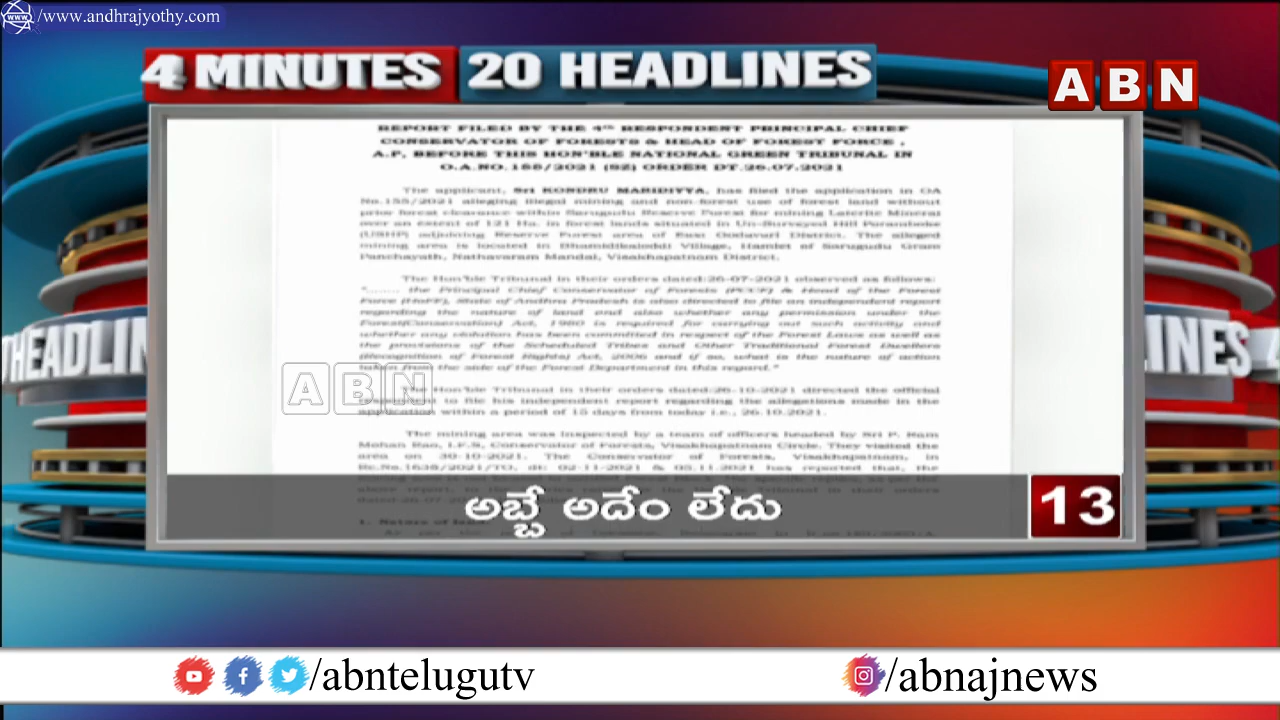 /www.andhrajyothy.com
4 MINUTES 20 HEADLINES
ABN
REPORT FILED BY THE 4th RESPONDENT PRINCIPAL CHIEF
CONSERVATOR OF FORESTS & HEAD OF FOREST FORCE ,
A.P, BEFORE THIS HON'BLE NATIONAL GREEN TRIBUNAL IN
O.A.NO.155/2021 (SZ) ORDER DT.26.07.2021
The applicant, Sri KONDRU MARIDIYYA, has filed the application in OA
No.155/2021 alleging illegal mining and non-forest use of forest land without
prior forest clearance within Sarugudu Reserve Forest for mining Laterite Mineral
over an extent of 121 Ha. in forest lands situated in Un-Surveyed Hill Poramboke
(USHP) adjoining Reserve Forest area of East Godavari District. The alleged
mining area is located in Village, Hamlet of Sarugudu Gram
Panchayath, Nathavaram Mandal, Visakhapatnam District.
The Hon'ble Tribunal in their orders dated:26-07-2021 observed as follows:
"....... the Principal Chief Conservator of Forests (PCCF) & Head of the Forest
Force (HoFF), State of Andhra Pradesh is also directed to file an independent report
regarding the nature of land and also whether any permission under the
Forest(Conservation) Act, 1980 is required for carrying out such activity and
whether any violation has been committed in respect of the Forest Laws as well as
the provisions of the Scheduled Tribes and Other Traditional Forest Dwellers
(Recognition of Forest Rights) Act, 2006 and if so, what is the nature of action
taken from the side of the Forest Department in this regard."
ABN
The Hon'ble Tribunal in their orders dated:26-10-2021 directed the official
to file his independent report regarding the allegations made in the
application within a period of 15 days from today i.e., 26.10.2021.
The mining area was inspected by a team of officers headed by Sri P. Ram
Mohan Rao, I.F.S, Conservator of Forests, Visakhapatnam Circle. They visited the
area on 30-10-2021. The Conservator of Forests, Visakhapatnam, in
Rc.No.1635/2021/TO, dt: 02-11-2021 & 05.11.2021 has reported that, the
1. Nature of land
అబ్బే అదేం లేదు
13
HEADLIN
LINES 4
/abntelugutv
/abnajnews